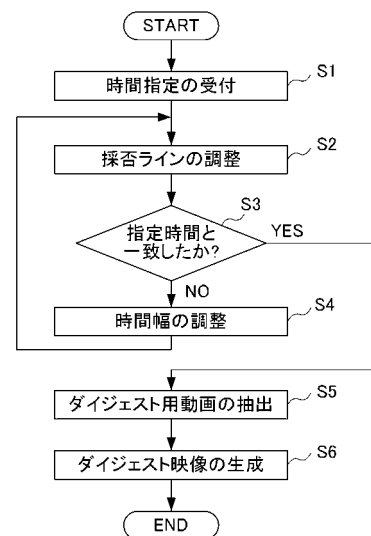 START
時間指定の受付
S1
採否ラインの調整
S2
指定時間と
一致したか?
S3
YES
NO
時間幅の調整
S4
ダイジェスト用動画の抽出
S5
ダイジェスト映像の生成
S6
END